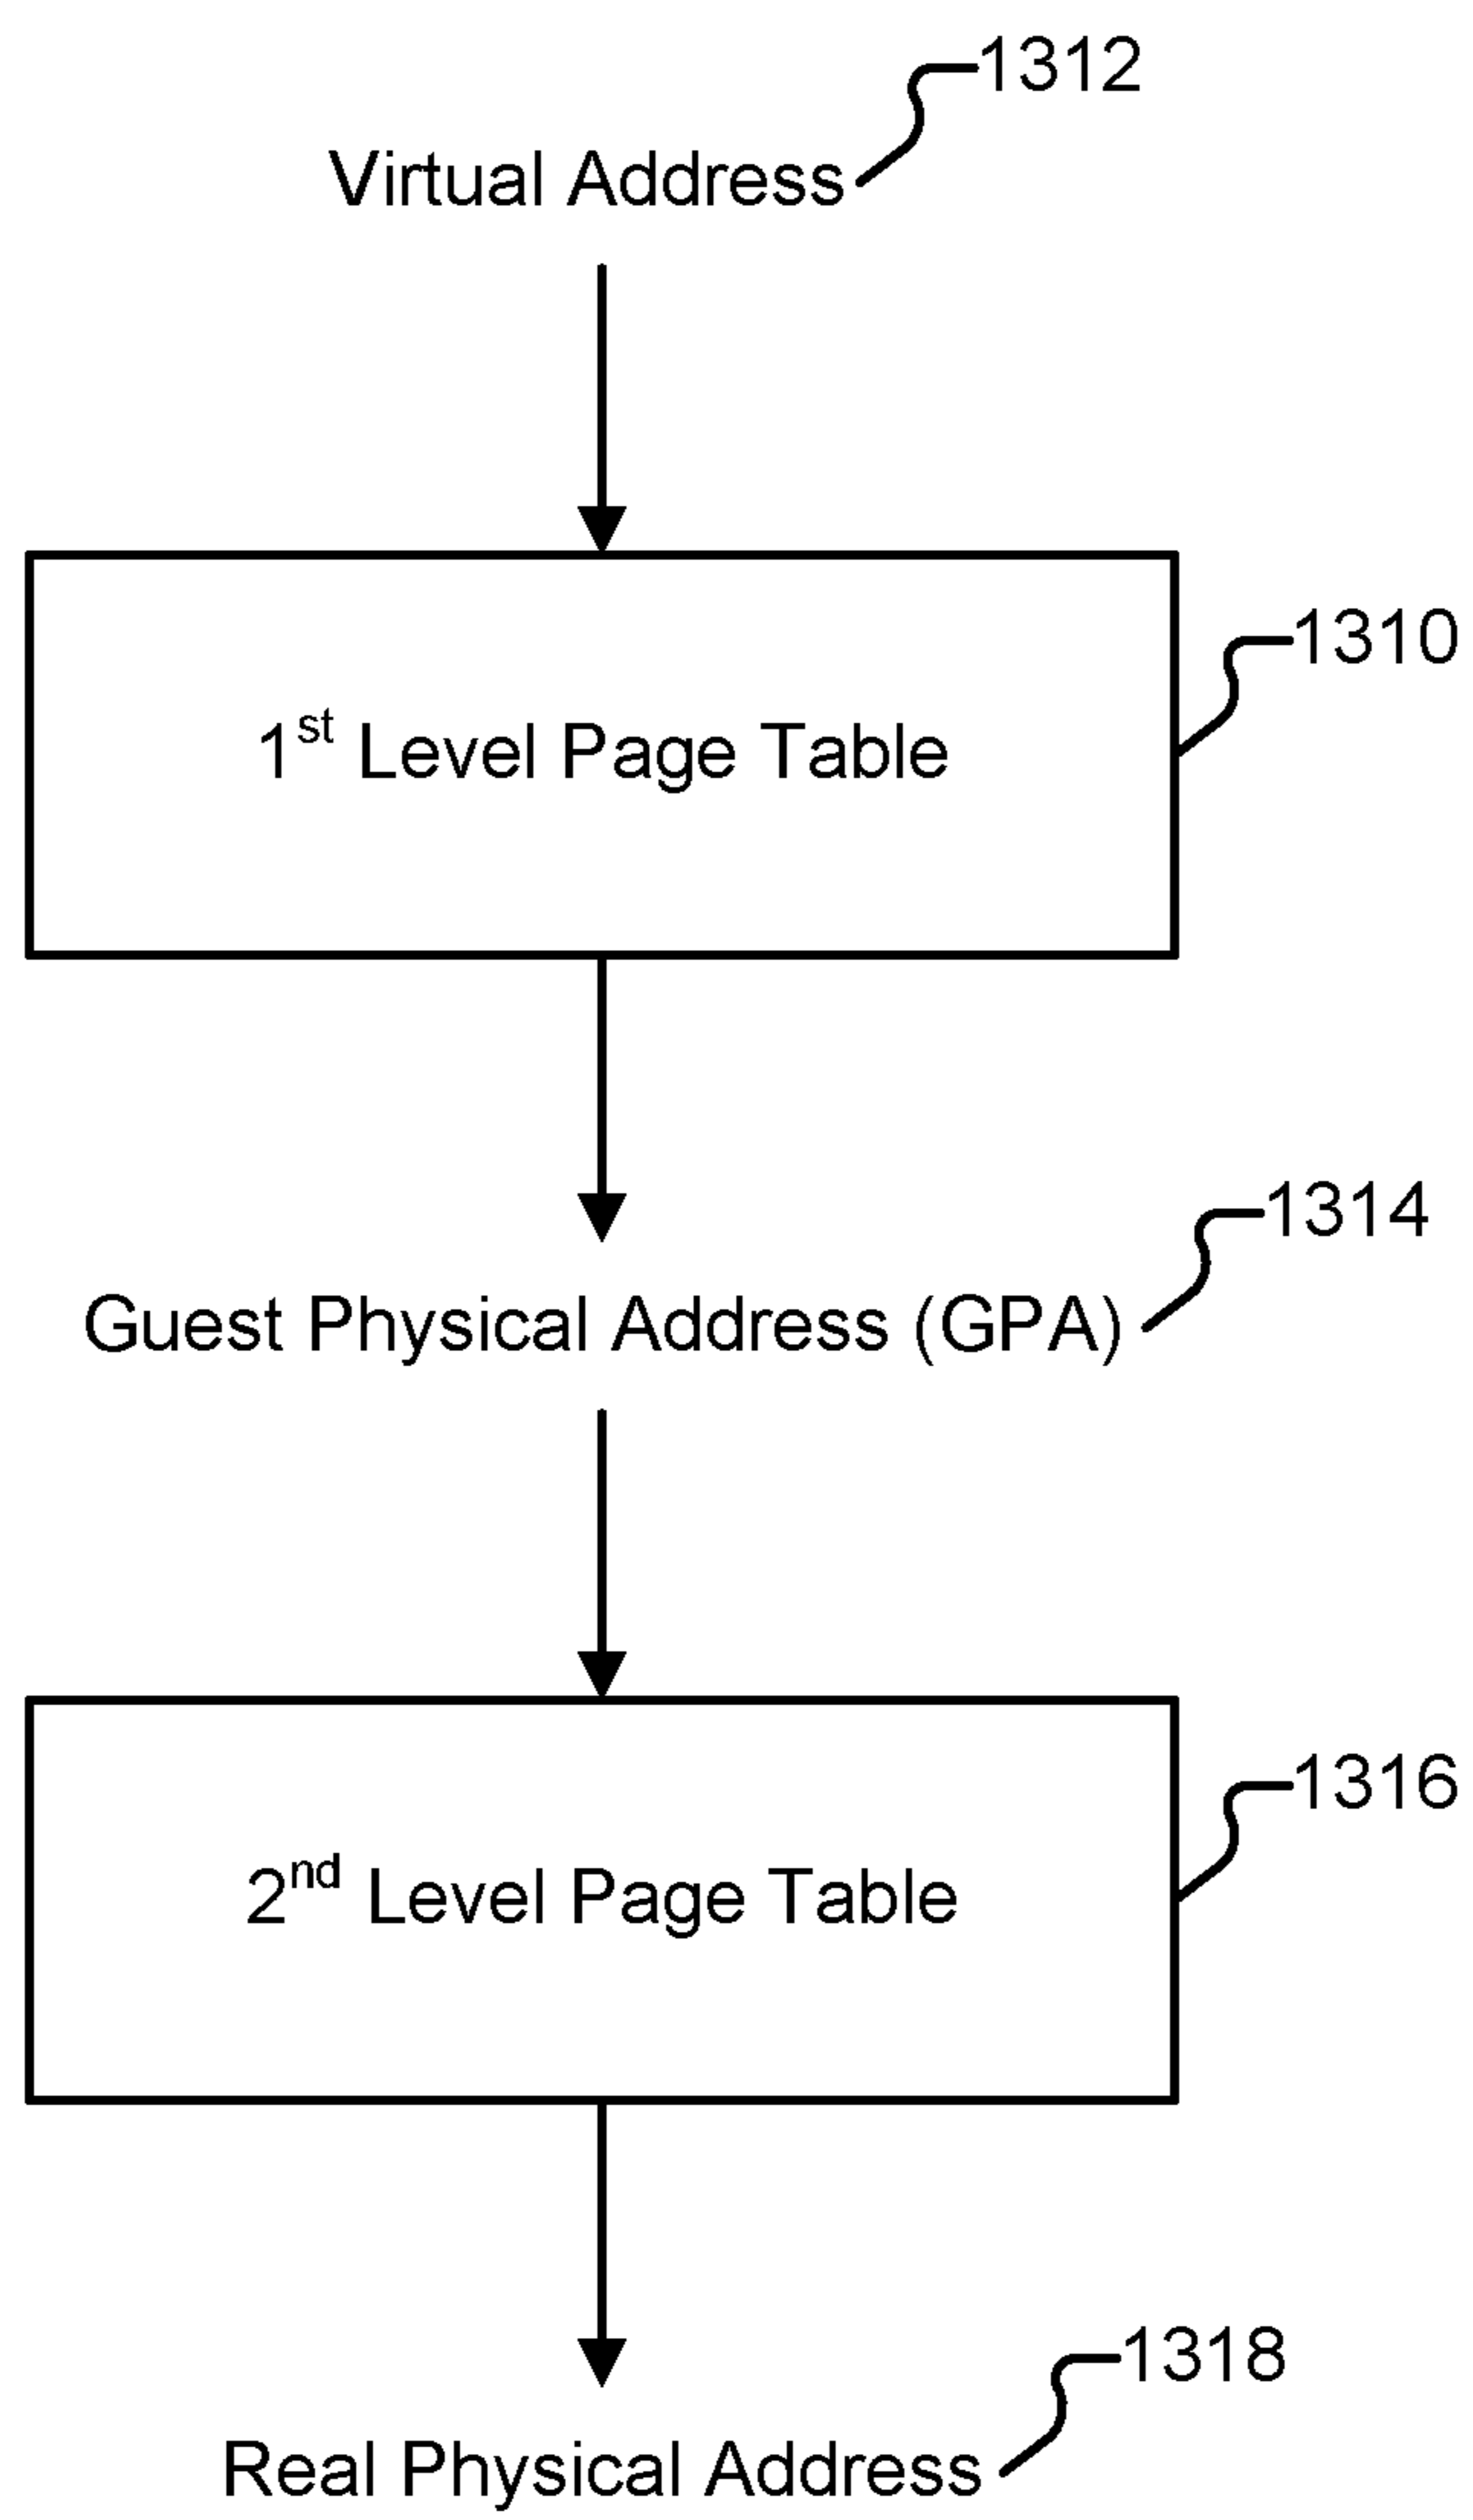 1312
Virtual Address
1310
1st Level Page Table
1314
Guest Physical Address (GPA)
1316
2nd Level Page Table
1318
Real Physical Address